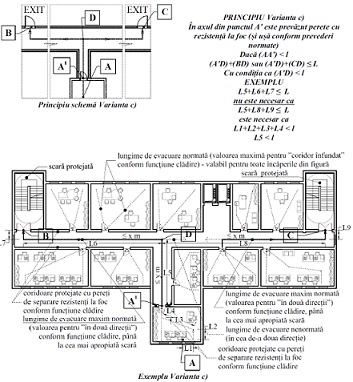 EXIT
EXIT
D
C
B
A'
A
Principiu schemă Varianta c)
PRINCIPIU Varianta c)
În axul din punctul A' este prevăzut perete cu
rezistență la foc (și ușă conform prevederi
normate)
Dacă (AA') < l
(A'D)+(BD) sau (A'D)+(CD) ≤ L
Cu condiția ca (A'D) < l
EXEMPLU
L5+L6+L7 ≤ L
nu este necesar ca
L5+L8+L9 ≤ L
este necesar ca
L1+L2+L3+L4 < l
L5 < l
lungime de evacuare normată (valoarea maximă pentru "coridor înfundat"
conform funcțiune clădire) - valabil pentru toate încăperile din figură
scară protejată
scară protejată
L7
B
≤ x m
D
≤ x m
C
L9
L6
L8
≤ y m
L5
A'
L4
L3
L2
L1
A
coridoare protejate cu pereți
de separare rezistenți la foc
conform funcțiune clădire
lungime de evacuare maxim normată
(valoarea pentru "în două direcții")
conform funcțiune clădire, până
la cea mai apropiată scară
lungime de evacuare maxim normată
(valoarea pentru "în două direcții")
conform funcțiune clădire, până
la cea mai apropiată scară
lungime de evacuare nenormată
(în cea de-a doua direcție)
coridoare protejate cu pereți
de separare rezistenți la foc
conform funcțiune clădire
Exemplu Varianta c)